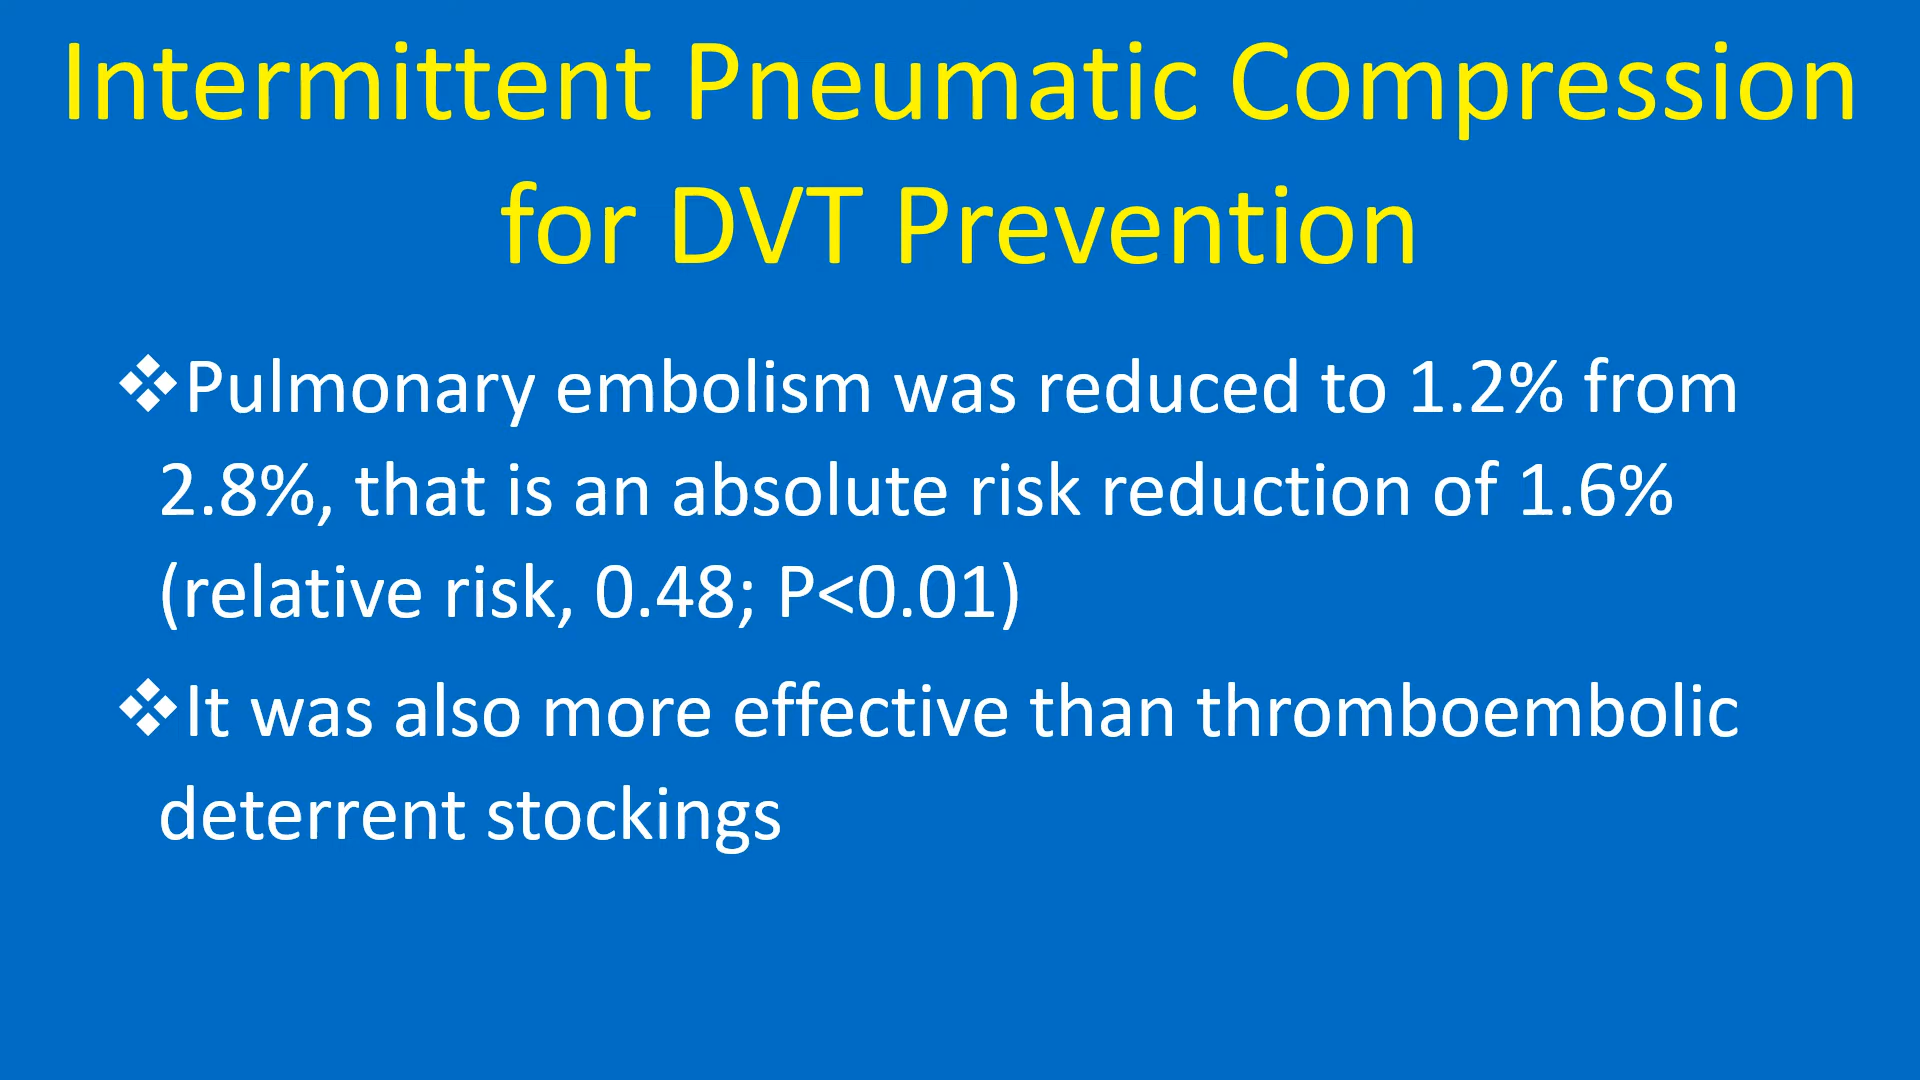 Intermittent Pneumatic Compression
for DVT Prevention
❖Pulmonary embolism was reduced to 1.2% from
2.8%, that is an absolute risk reduction of 1.6%
(relative risk, 0.48; P<0.01)
❖It was also more effective than thromboembolic
deterrent stockings